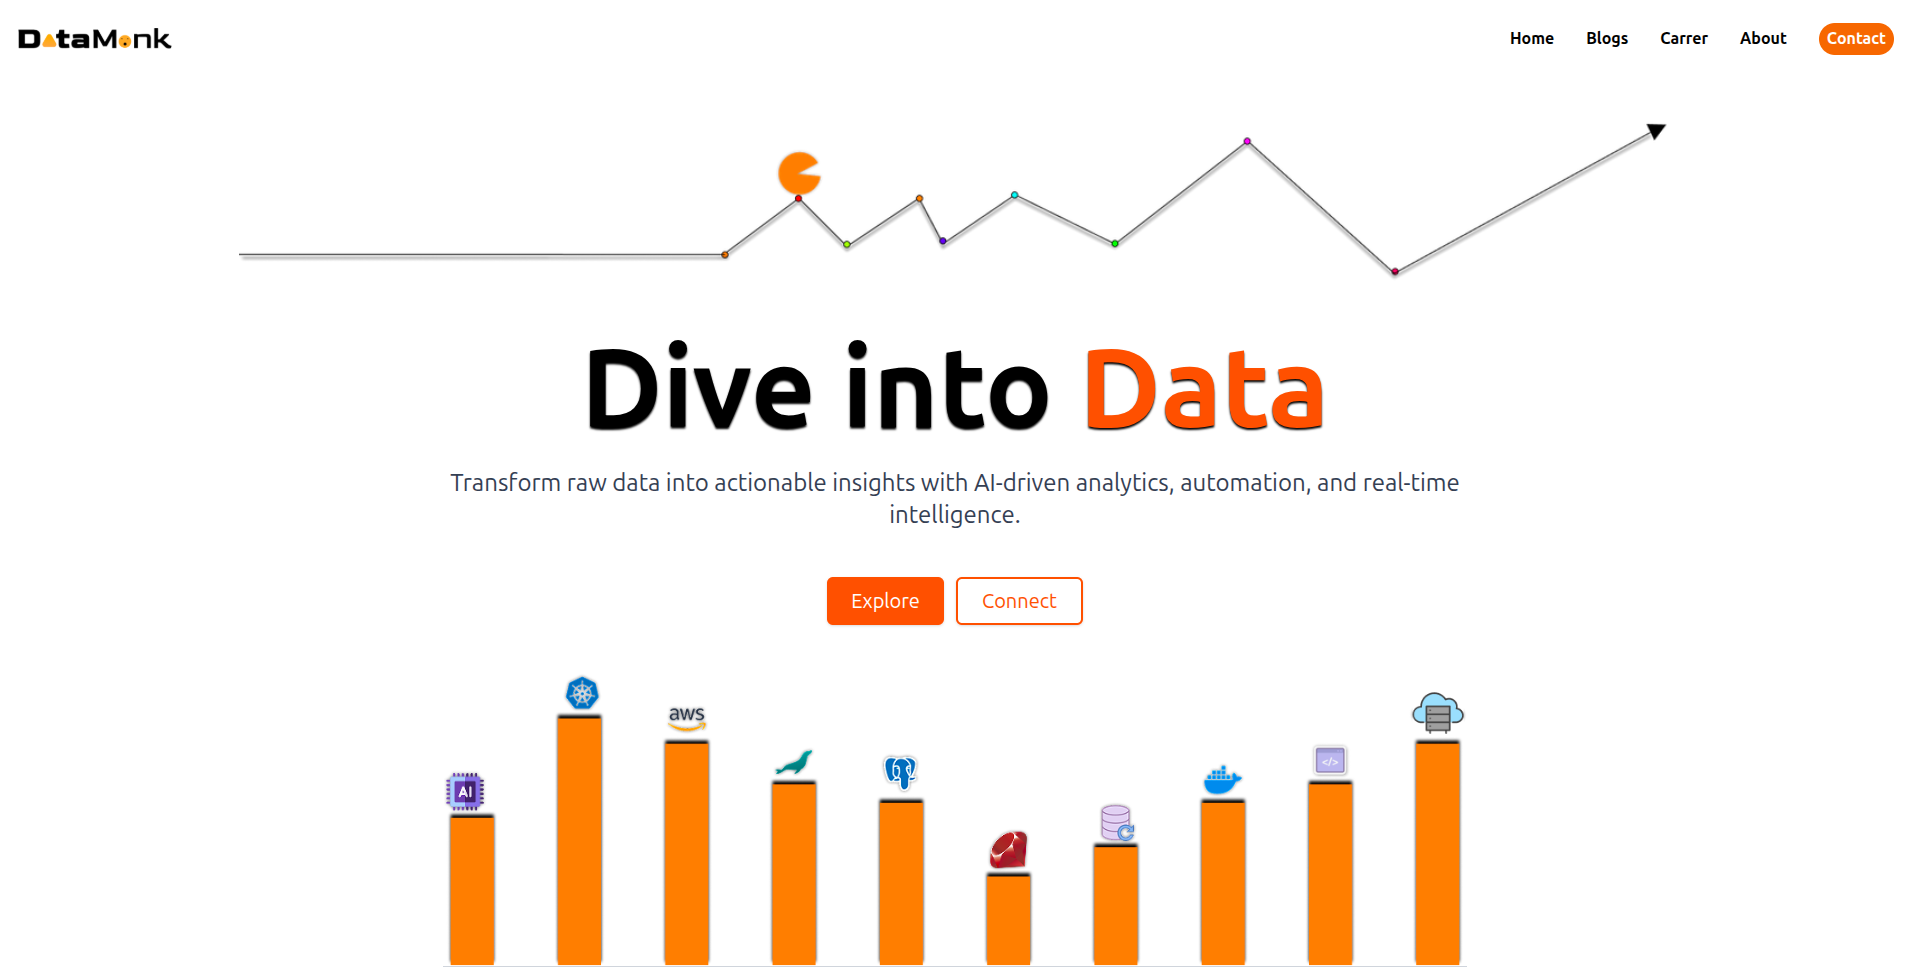 DataMonk
Home
Blogs
Carrer
About
Contact
Dive into Data
Transform raw data into actionable insights with AI-driven analytics, automation, and real-time
intelligence.
Explore
Connect
aws
AI
</>